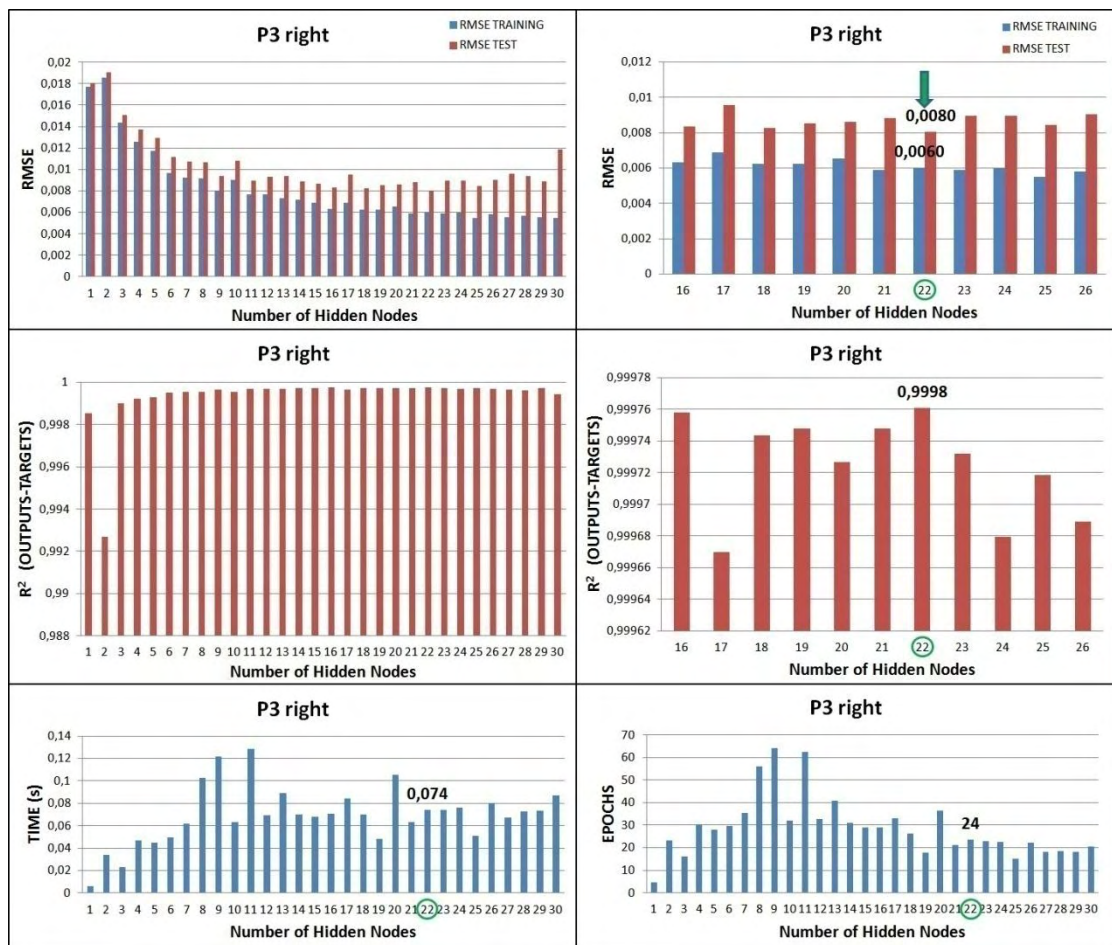 P3 right
RMSE TRAINING
RMSE TEST
0,02
0,018
0,016
0,014
0,012
0,01
0,008
0,006
0,004
0,002
0
RMSE
1 2 3 4 5 6 7 8 9 10 11 12 13 14 15 16 17 18 19 20 21 22 23 24 25 26 27 28 29 30
Number of Hidden Nodes
P3 right
RMSE TRAINING
RMSE TEST
0,012
0,01
0,008
0,006
0,004
0,002
0
RMSE
0,0080
0,0060
16 17 18 19 20 21 22 23 24 25 26
Number of Hidden Nodes
P3 right
1
0,998
0,996
0,994
0,992
0,99
0,988
R² (OUTPUTS-TARGETS)
1 2 3 4 5 6 7 8 9 10 11 12 13 14 15 16 17 18 19 20 21 22 23 24 25 26 27 28 29 30
Number of Hidden Nodes
P3 right
0,99978
0,99976
0,99974
0,99972
0,9997
0,99968
0,99966
0,99964
0,99962
R² (OUTPUTS-TARGETS)
0,9998
16 17 18 19 20 21 22 23 24 25 26
Number of Hidden Nodes
P3 right
0,14
0,12
0,1
0,08
0,06
0,04
0,02
0
TIME (s)
0,074
1 2 3 4 5 6 7 8 9 10 11 12 13 14 15 16 17 18 19 20 21 22 23 24 25 26 27 28 29 30
Number of Hidden Nodes
P3 right
70
60
50
40
30
20
10
0
EPOCHS
24
1 2 3 4 5 6 7 8 9 10 11 12 13 14 15 16 17 18 19 20 21 22 23 24 25 26 27 28 29 30
Number of Hidden Nodes